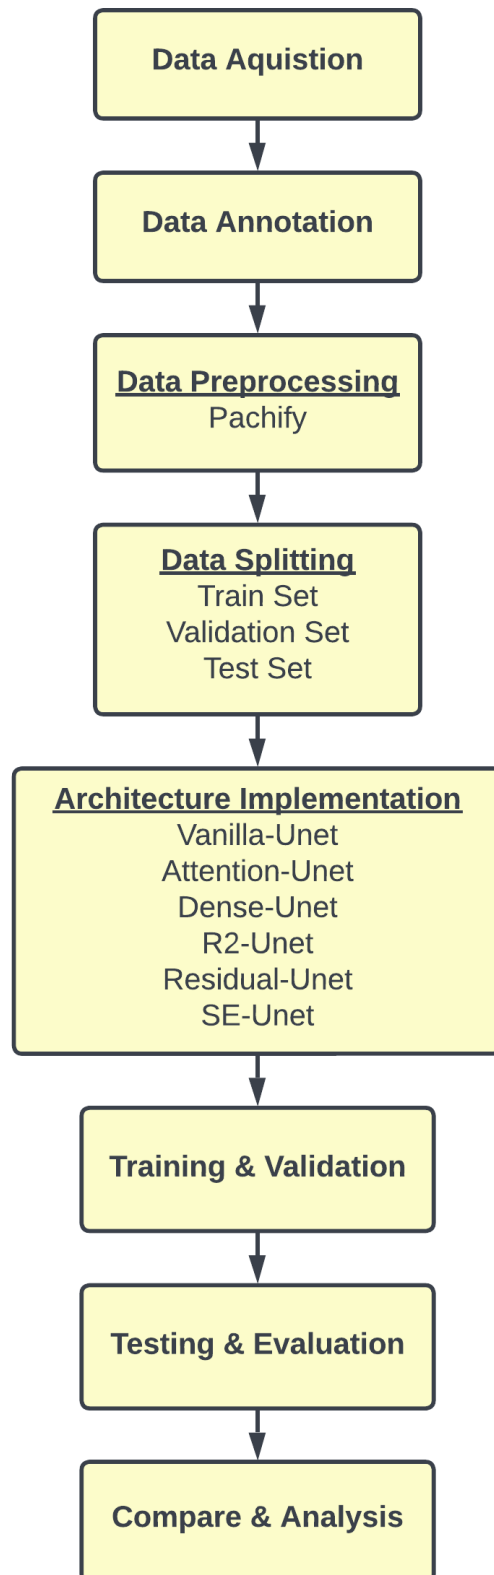 Data Aquistion
Data Annotation
Data Preprocessing
Pachify
Data Splitting
Train Set
Validation Set
Test Set
Architecture Implementation
Vanilla-Unet
Attention-Unet
Dense-Unet
R2-Unet
Residual-Unet
SE-Unet
Training & Validation
Testing & Evaluation
Compare & Analysis